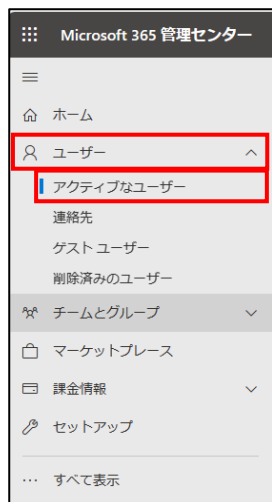 Microsoft 365 管理センター
ホーム
ユーザー
アクティブなユーザー
連絡先
ゲスト ユーザー
削除済みのユーザー
チームとグループ
マーケットプレース
課金情報
セットアップ
… すべて表示